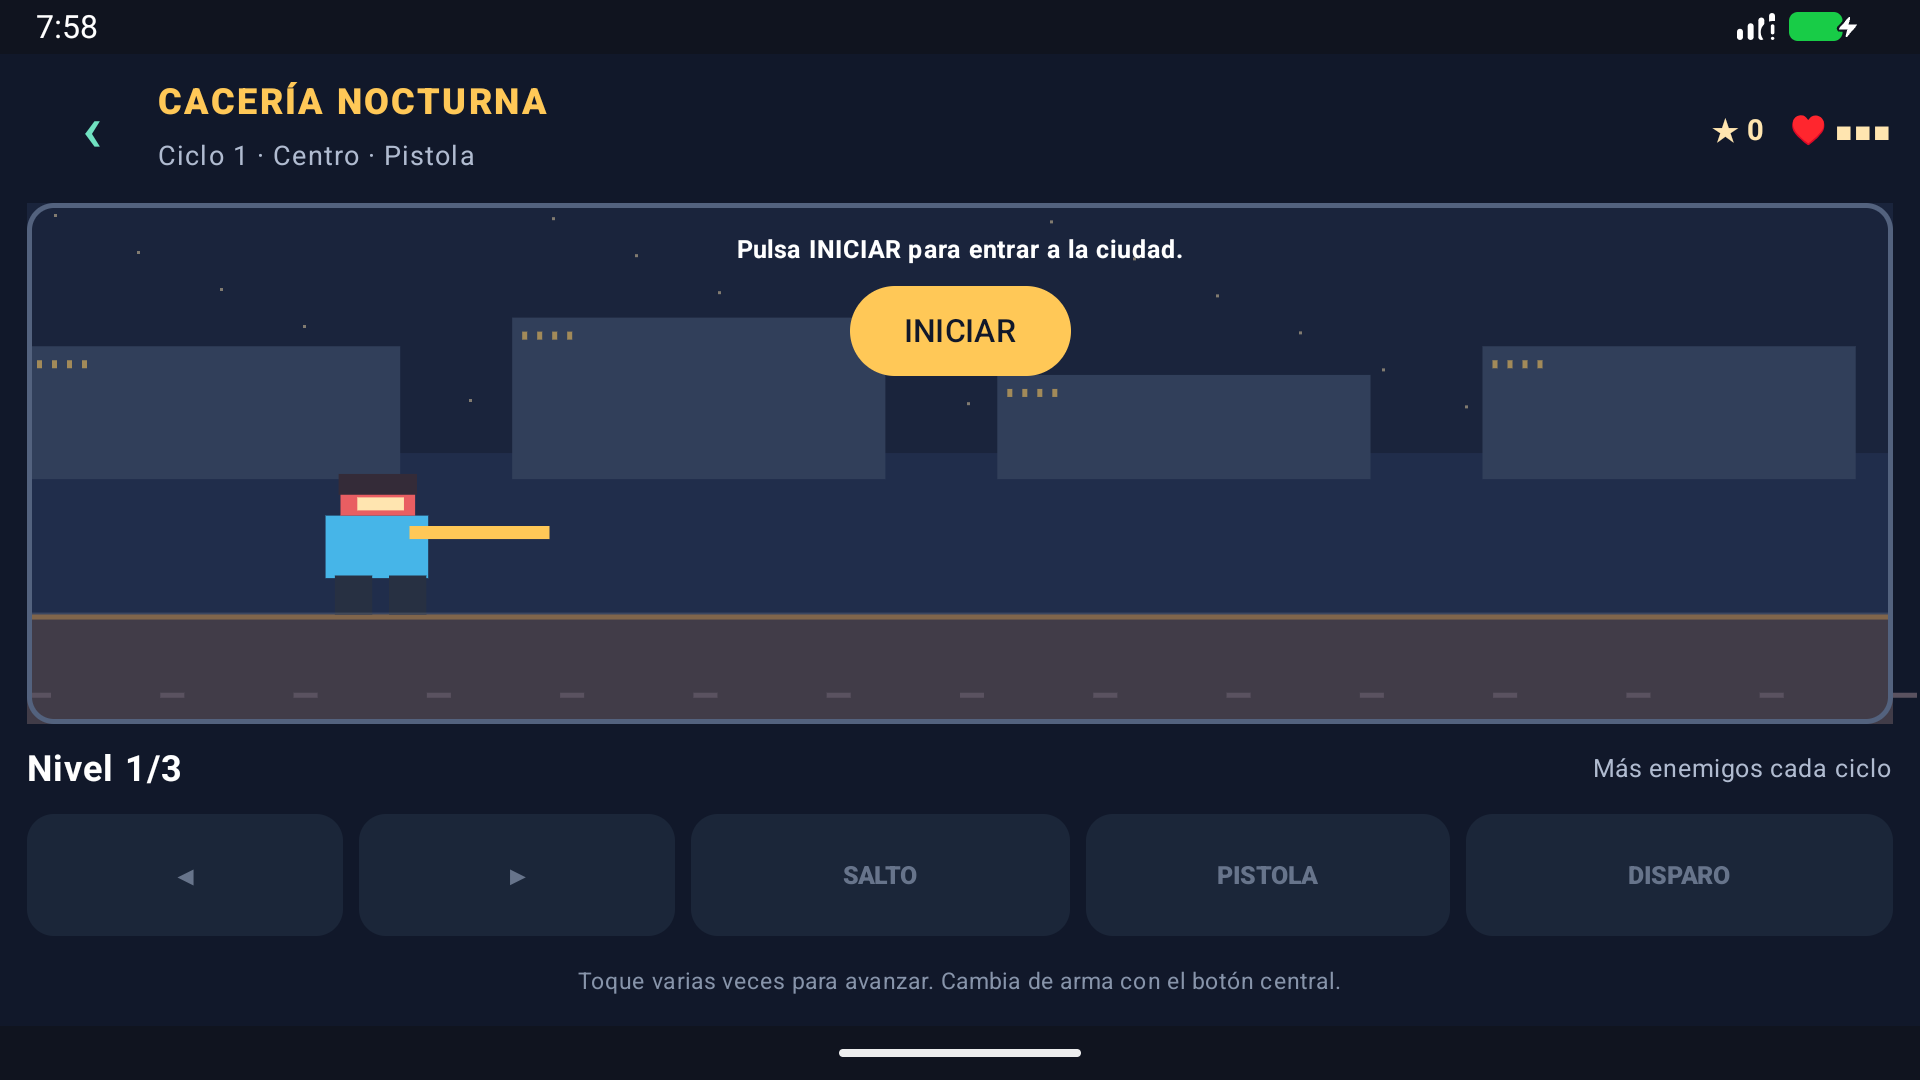 7:58
CACERÍA NOCTURNA
Ciclo 1 · Centro · Pistola
★ 0 ❤️ ■■■
Pulsa INICIAR para entrar a la ciudad.
INICIAR
Nivel 1/3
Más enemigos cada ciclo
◀ ▶ SALTO PISTOLA DISPARO
Toque varias veces para avanzar. Cambia de arma con el botón central.